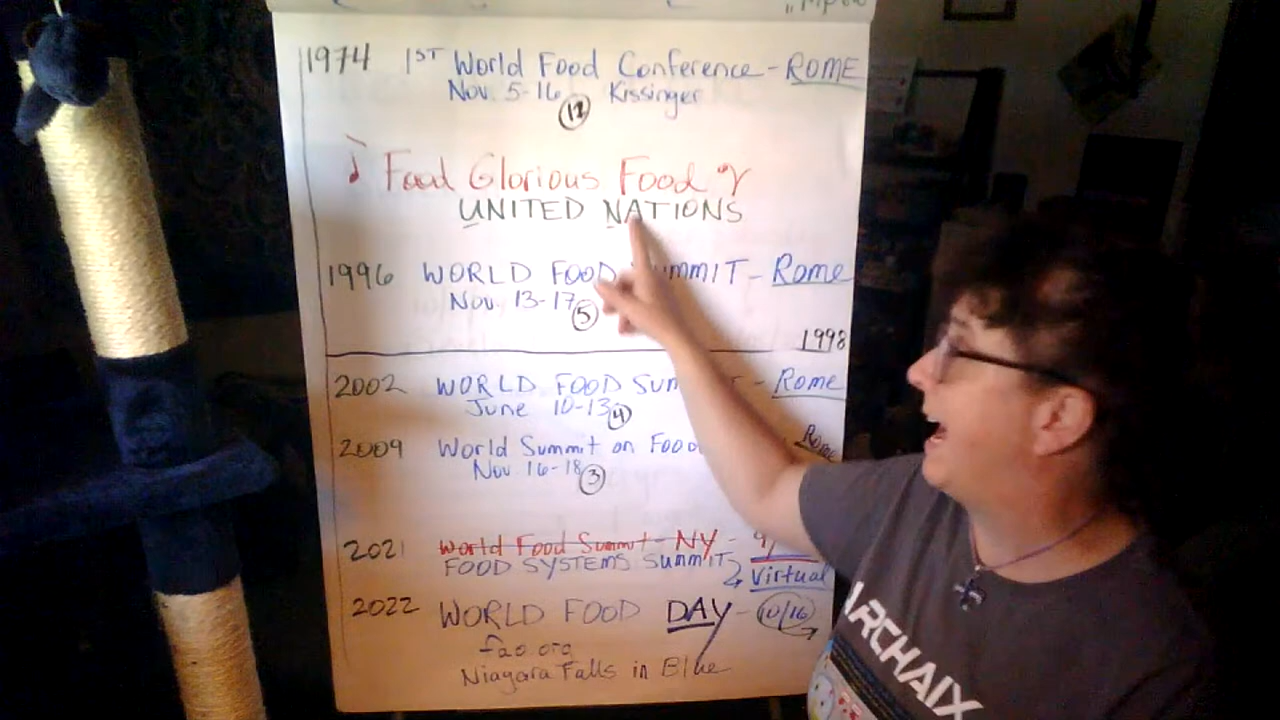 1974 1ST World Food Conference - ROME
Nov. 5-16 Kissinger
12
Food Glorious Food
UNITED NATIONS
1996 WORLD FOOD SUMMIT - Rome
Nov. 13-17
5
1998
2002 WORLD FOOD - Rome
June 10-13
4
2009 World Summit on Food Rome
Nov 16-18
3
2021 World Food Summit - NY -
FOOD SYSTEMS SUMMIT
Virtual
2022 WORLD FOOD DAY - 10/16
fao.org
Niagara Falls in Blue
ARCHAIX